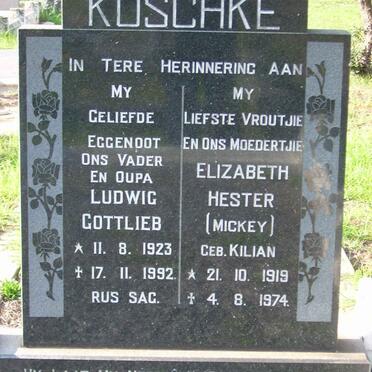 KUSCHKE
IN TERE HERINNERING AAN
MY
GELIEFDE
EGGENOOT
ONS VADER
EN OUPA
LUDWIG
GOTTLIEB
* 11. 8. 1923
† 17. 11. 1992.
RUS SAG.
MY
LIEFSTE VROUTJIE
EN ONS MOEDERTJIE
ELIZABETH
HESTER
(MICKEY)
GEB. KILIAN
* 21. 10. 1919
† 4. 8. 1974.